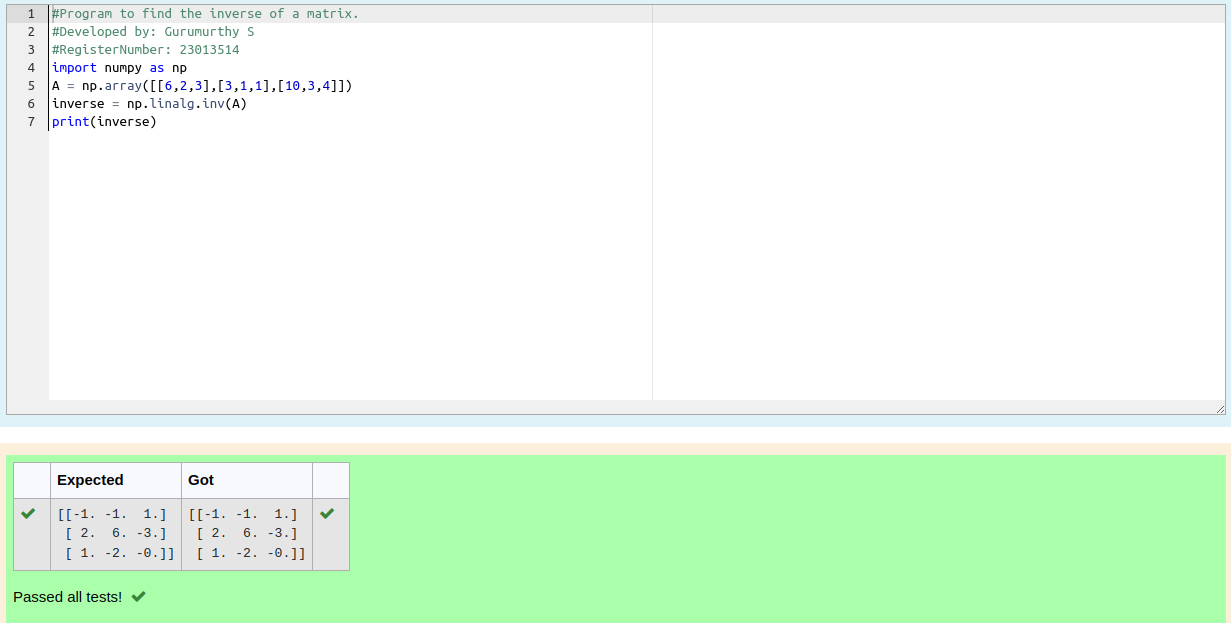 1 #Program to find the inverse of a matrix.
2 #Developed by: Gurumurthy S
3 #RegisterNumber: 23013514
4 import numpy as np
5 A = np.array([[6,2,3],[3,1,1],[10,3,4]])
6 inverse = np.linalg.inv(A)
7 print(inverse)
Expected Got
[[-1. -1.  1.] [[-1. -1.  1.]
[ 2.  6. -3.] [ 2.  6. -3.]
[ 1. -2. -0.]] [ 1. -2. -0.]]
Passed all tests!